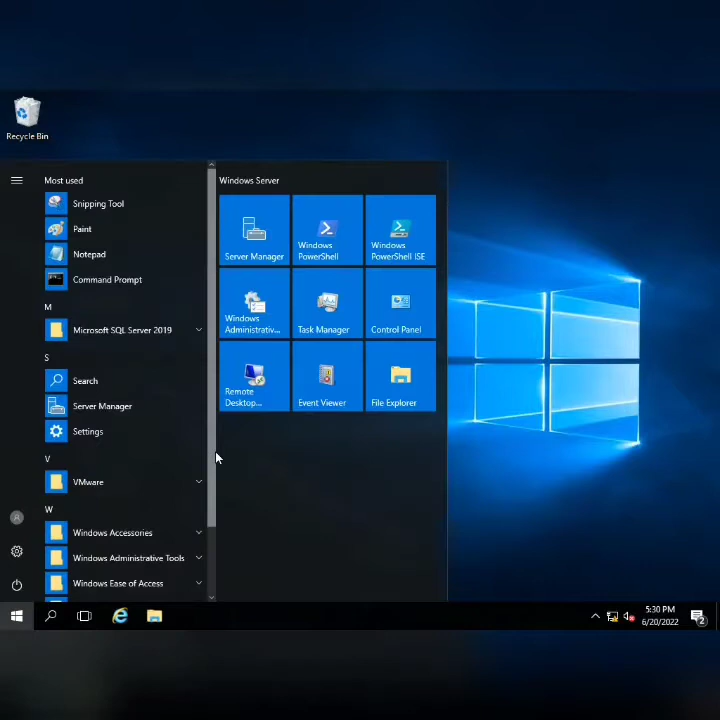 Recycle Bin
Most used
Snipping Tool
Paint
Notepad
Command Prompt
M
Microsoft SQL Server 2019
S
Search
Server Manager
Settings
V
VMware
W
Windows Accessories
Windows Administrative Tools
Windows Ease of Access
Windows Server
Server Manager
Windows
PowerShell
Windows
PowerShell ISE
Windows
Administrativ...
Task Manager
Control Panel
Remote
Desktop...
Event Viewer
File Explorer
5:30 PM
6/20/2022
2